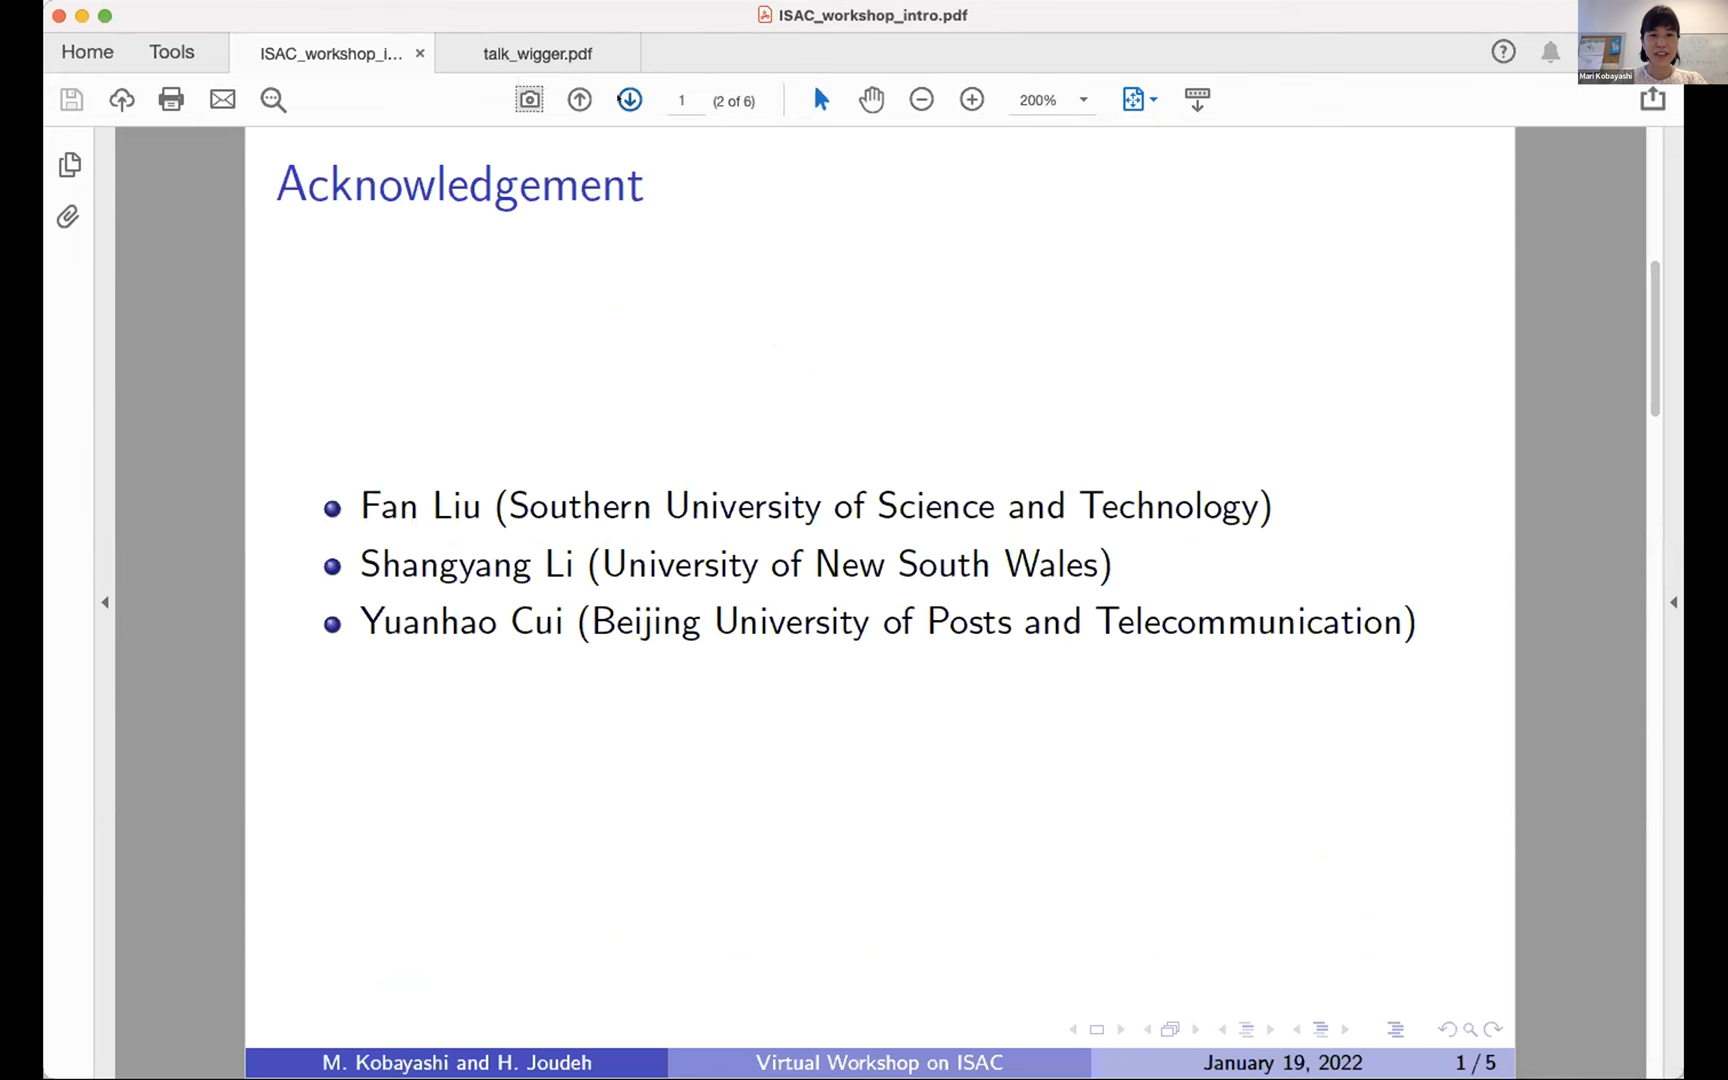 ISAC_workshop_intro.pdf
Home
Tools
ISAC_workshop_i...
talk_wigger.pdf
Mari Kobayashi
1
(2 of 6)
200%
Acknowledgement
Fan Liu (Southern University of Science and Technology)
Shangyang Li (University of New South Wales)
Yuanhao Cui (Beijing University of Posts and Telecommunication)
M. Kobayashi and H. Joudeh
Virtual Workshop on ISAC
January 19, 2022
1 / 5